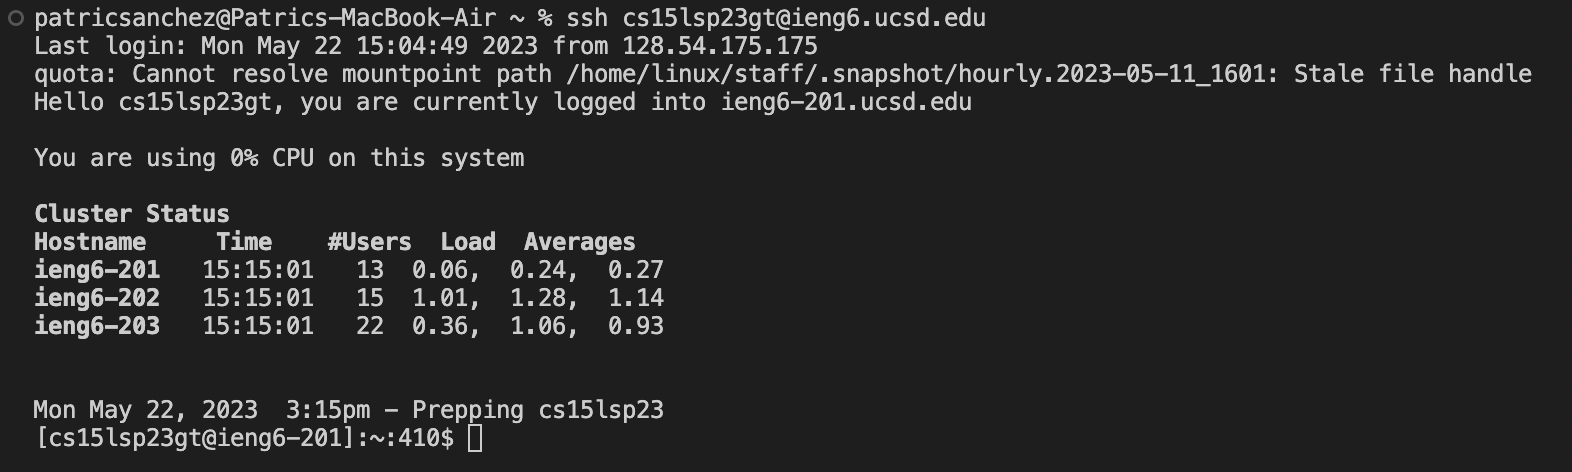 patricsanchez@Patrics-MacBook-Air ~ % ssh cs15lsp23gt@ieng6.ucsd.edu
Last login: Mon May 22 15:04:49 2023 from 128.54.175.175
quota: Cannot resolve mountpoint path /home/linux/staff/.snapshot/hourly.2023-05-11_1601: Stale file handle
Hello cs15lsp23gt, you are currently logged into ieng6-201.ucsd.edu
You are using 0% CPU on this system
Cluster Status
Hostname     Time    #Users  Load  Averages
ieng6-201   15:15:01   13  0.06,  0.24,  0.27
ieng6-202   15:15:01   15  1.01,  1.28,  1.14
ieng6-203   15:15:01   22  0.36,  1.06,  0.93
Mon May 22, 2023  3:15pm - Prepping cs15lsp23
[cs15lsp23gt@ieng6-201]:~:410$